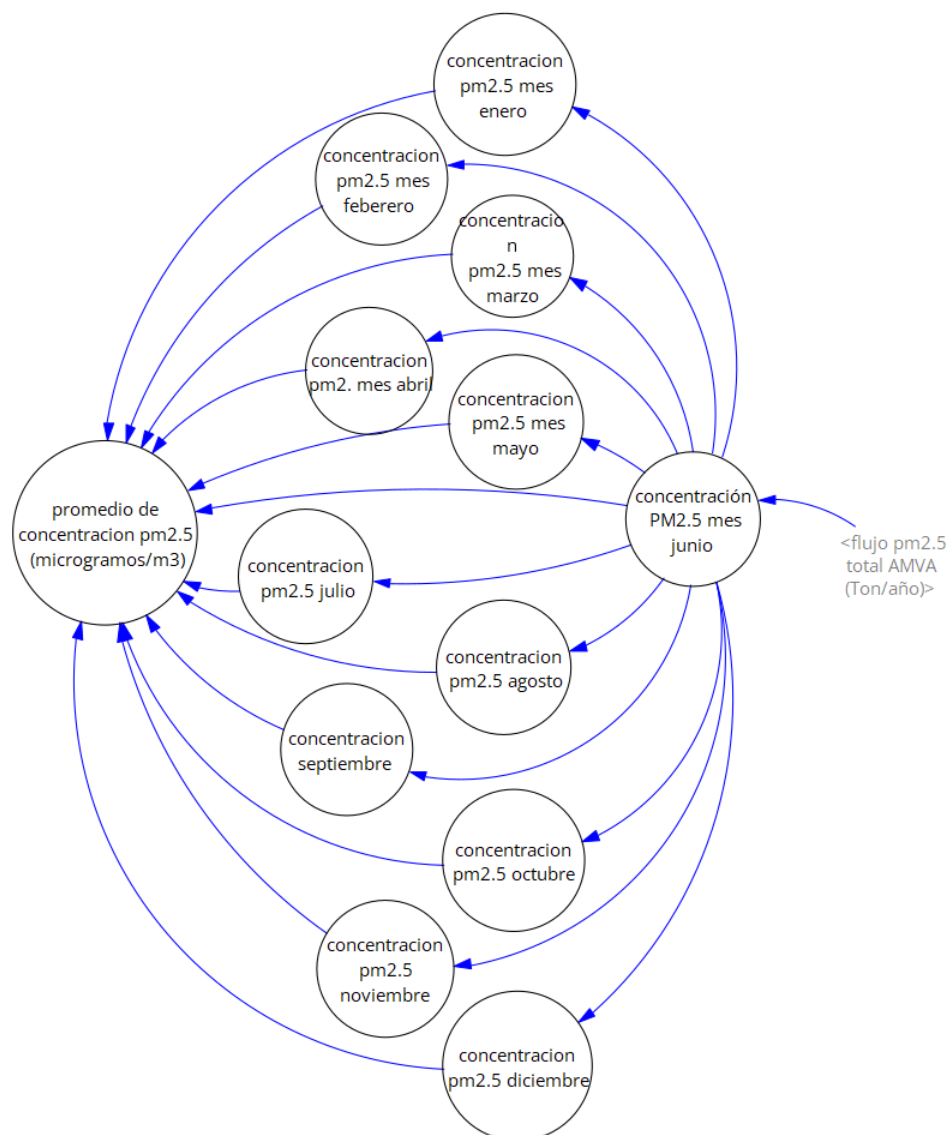 concentracion
pm2.5 mes
enero
concentracion
pm2.5 mes
feberero
concentracio
n
pm2.5 mes
marzo
concentracion
pm2. mes abril
concentracion
pm2.5 mes
mayo
promedio de
concentracion pm2.5
(microgramos/m3)
concentración
PM2.5 mes
junio
<flujo pm2.5
total AMVA
(Ton/año)>
concentracion
pm2.5 julio
concentracion
pm2.5 agosto
concentracion
septiembre
concentracion
pm2.5 octubre
concentracion
pm2.5
noviembre
concentracion
pm2.5 diciembre